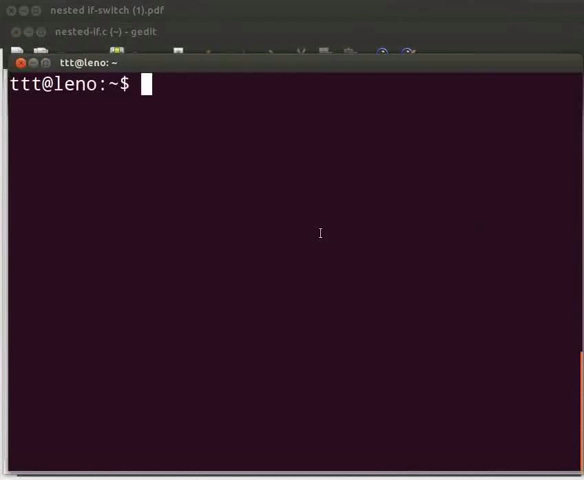 nested if-switch (1).pdf
nested-if.c (~) - gedit
ttt@leno: ~
ttt@leno:~$